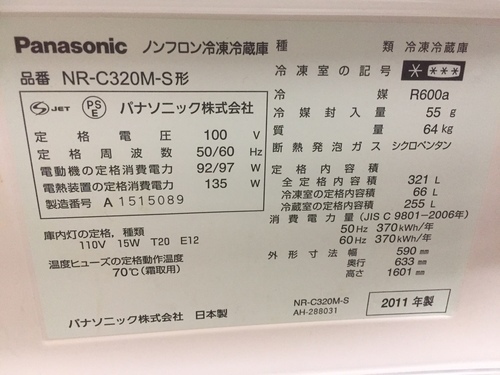 Panasonic ノンフロン冷凍冷蔵庫
品番 NR-C320M-S形
S JET PS E パナソニック株式会社
定格電圧 100 V
定格周波数 50/60 Hz
電動機の定格消費電力 92/97 W
電熱装置の定格消費電力 135 W
製造番号 A 1515089
庫内灯の定格,種類
110V 15W T20 E12
温度ヒューズの定格動作温度
70℃(霜取用)
パナソニック株式会社 日本製
種類 冷凍冷蔵庫
冷凍室の記号 * ***
冷媒 R600a
冷媒封入量 55 g
質量 64 kg
断熱発泡ガス シクロペンタン
定格内容積
全定格内容積 321 L
冷凍室の定格内容積 66 L
冷蔵室の定格内容積 255 L
消費電力量(JIS C 9801-2006年)
50Hz 370kWh/年
60Hz 370kWh/年
外形寸法 幅 590 mm
奥行 633 mm
高さ 1601 mm
NR-C320M-S
AH-288031
2011年製